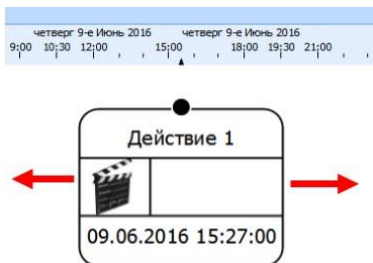 четверг 9-е Июнь 2016 четверг 9-е Июнь 2016
9:00 10:30 12:00 15:00 18:00 19:30 21:00
Действие 1
09.06.2016 15:27:00